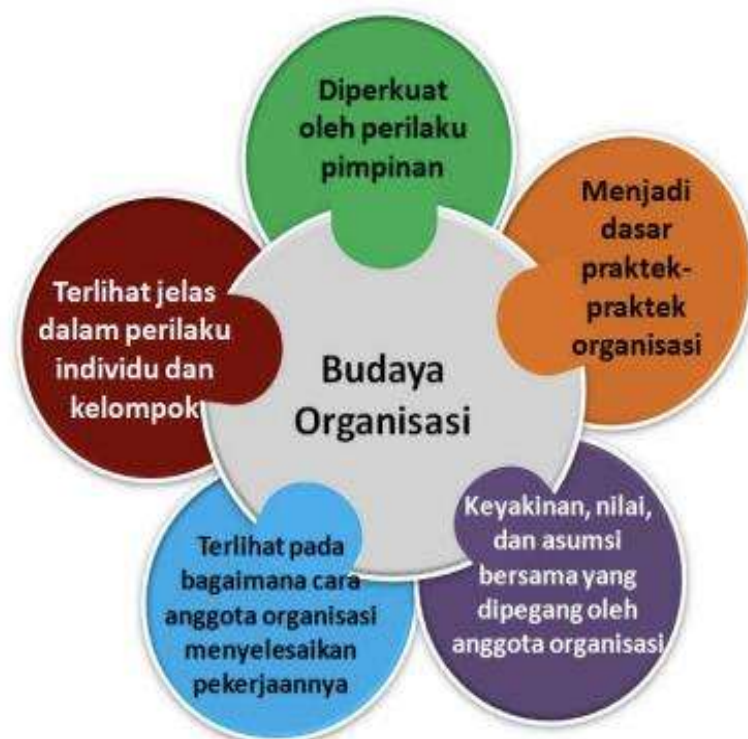 Diperkuat
oleh perilaku
pimpinan
Menjadi
dasar
praktek-
praktek
organisasi
Terlihat jelas
dalam perilaku
individu dan
kelompok
Budaya
Organisasi
Keyakinan, nilai,
dan asumsi
bersama yang
dipegang oleh
anggota organisasi
Terlihat pada
bagaimana cara
anggota organisasi
menyelesaikan
pekerjaannya